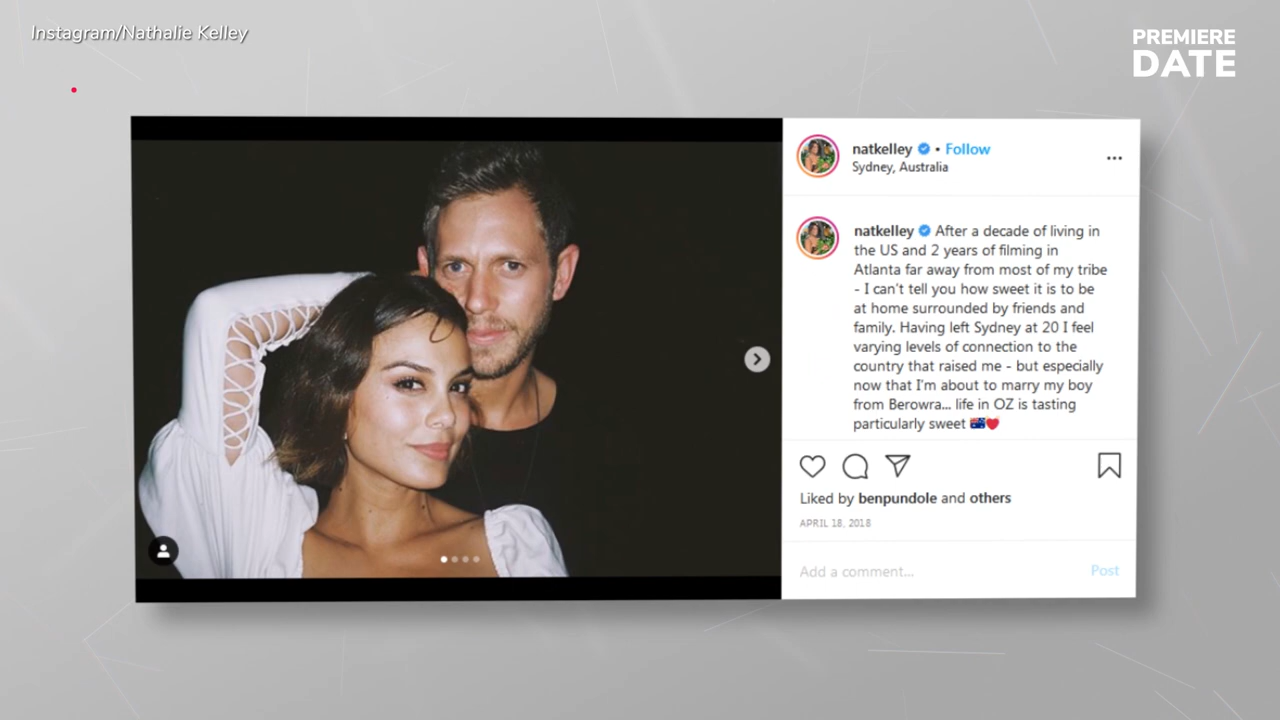 Instagram/Nathalie Kelley
PREMIERE
DATE
natkelley • Follow
Sydney, Australia
natkelley After a decade of living in
the US and 2 years of filming in
Atlanta far away from most of my tribe
- I can't tell you how sweet it is to be
at home surrounded by friends and
family. Having left Sydney at 20 I feel
varying levels of connection to the
country that raised me - but especially
now that I'm about to marry my boy
from Berowra... life in OZ is tasting
particularly sweet 🇦🇺❤️
Liked by benpundole and others
APRIL 18, 2018
Add a comment... Post